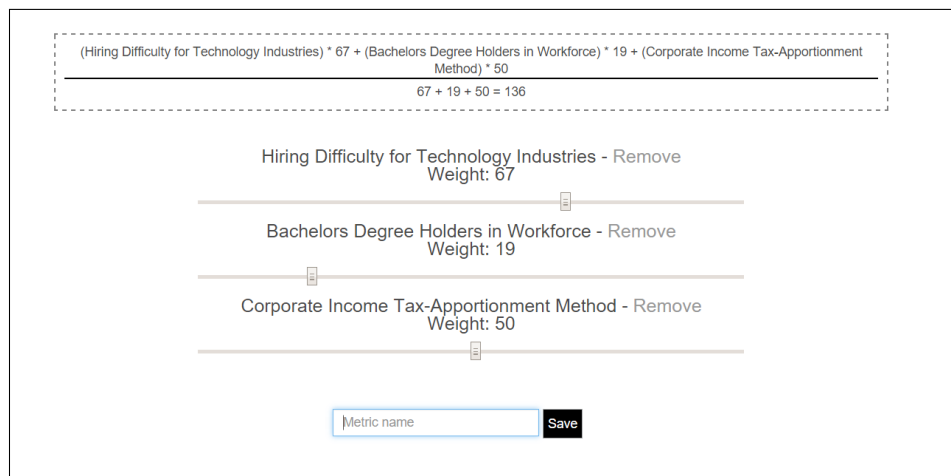 (Hiring Difficulty for Technology Industries) * 67 + (Bachelors Degree Holders in Workforce) * 19 + (Corporate Income Tax-Apportionment
Method) * 50
67 + 19 + 50 = 136
Hiring Difficulty for Technology Industries - Remove
Weight: 67
Bachelors Degree Holders in Workforce - Remove
Weight: 19
Corporate Income Tax-Apportionment Method - Remove
Weight: 50
Metric name Save